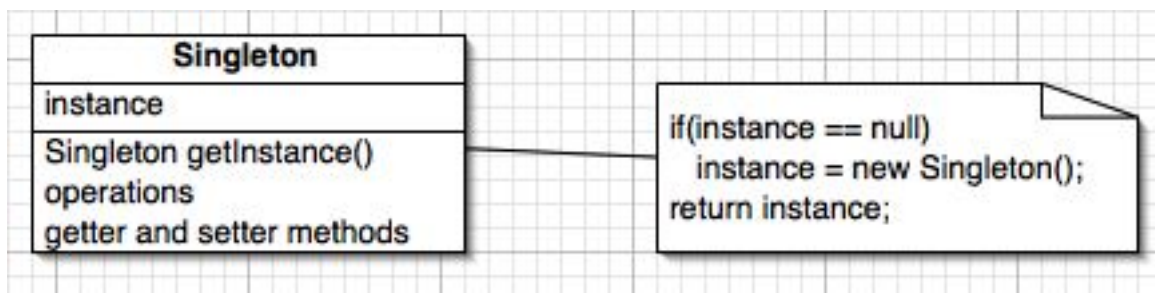 Singleton
instance
Singleton getInstance()
operations
getter and setter methods
if(instance == null)
instance = new Singleton();
return instance;